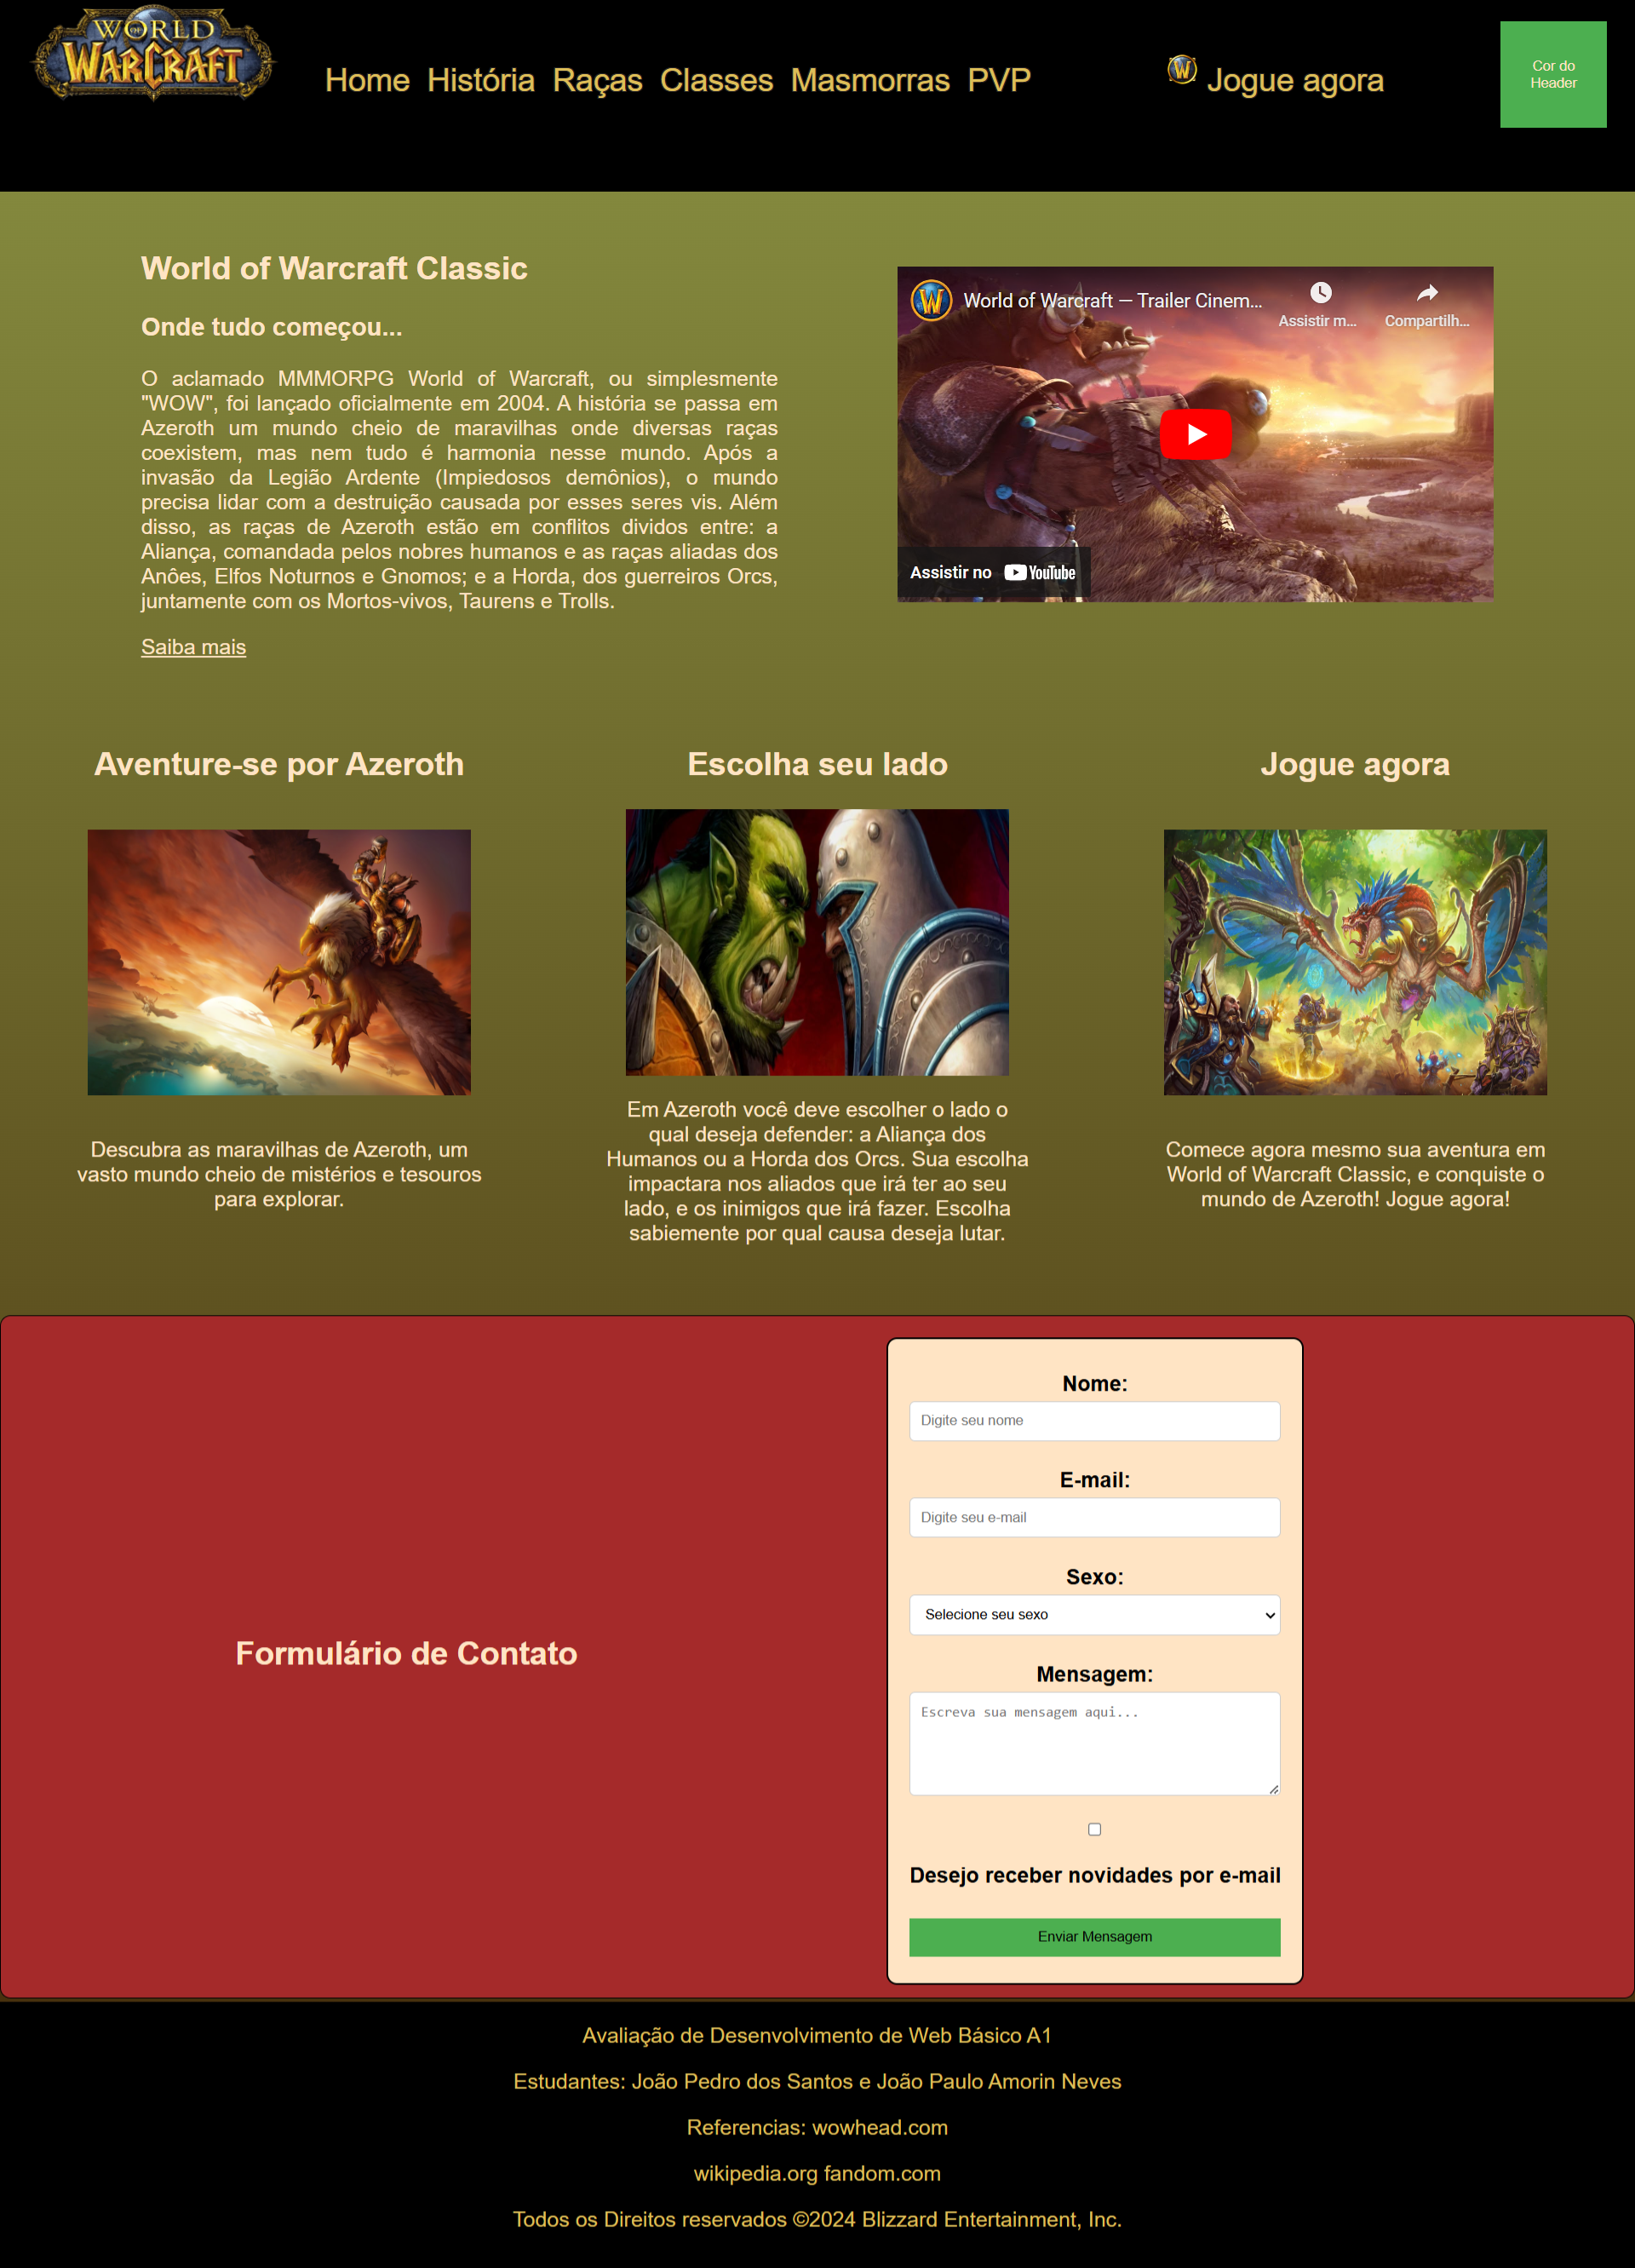 WORLD OF WARCRAFT
Home História Raças Classes Masmorras PVP
Jogue agora
Cor do
Header
World of Warcraft Classic
Onde tudo começou...
O aclamado MMMORPG World of Warcraft, ou simplesmente
"WOW", foi lançado oficialmente em 2004. A história se passa em
Azeroth um mundo cheio de maravilhas onde diversas raças
coexistem, mas nem tudo é harmonia nesse mundo. Após a
invasão da Legião Ardente (Impiedosos demônios), o mundo
precisa lidar com a destruição causada por esses seres vis. Além
disso, as raças de Azeroth estão em conflitos dividos entre: a
Aliança, comandada pelos nobres humanos e as raças aliadas dos
Anões, Elfos Noturnos e Gnomos; e a Horda, dos guerreiros Orcs,
juntamente com os Mortos-vivos, Taurens e Trolls.
Saiba mais
World of Warcraft — Trailer Cinem...
Assistir m...
Compartilh...
Assistir no YouTube
Aventure-se por Azeroth
Descubra as maravilhas de Azeroth, um
vasto mundo cheio de mistérios e tesouros
para explorar.
Escolha seu lado
Em Azeroth você deve escolher o lado o
qual deseja defender: a Aliança dos
Humanos ou a Horda dos Orcs. Sua escolha
impactara nos aliados que irá ter ao seu
lado, e os inimigos que irá fazer. Escolha
sabiemente por qual causa deseja lutar.
Jogue agora
Comece agora mesmo sua aventura em
World of Warcraft Classic, e conquiste o
mundo de Azeroth! Jogue agora!
Formulário de Contato
Nome:
Digite seu nome
E-mail:
Digite seu e-mail
Sexo:
Selecione seu sexo
Mensagem:
Escreva sua mensagem aqui...
Desejo receber novidades por e-mail
Enviar Mensagem
Avaliação de Desenvolvimento de Web Básico A1
Estudantes: João Pedro dos Santos e João Paulo Amorin Neves
Referencias: wowhead.com
wikipedia.org fandom.com
Todos os Direitos reservados ©2024 Blizzard Entertainment, Inc.